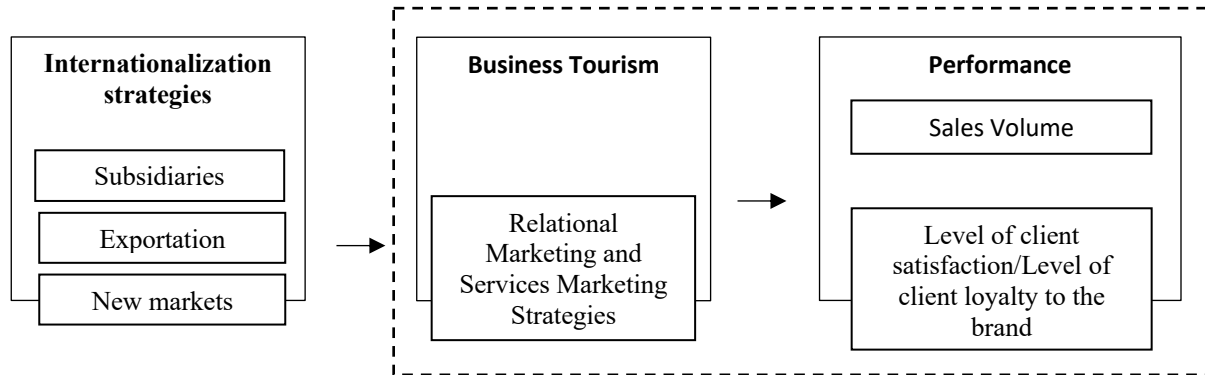 Internationalization
strategies
Subsidiaries
Exportation
New markets
Business Tourism
Relational
Marketing and
Services Marketing
Strategies
Performance
Sales Volume
Level of client
satisfaction/Level of
client loyalty to the
brand